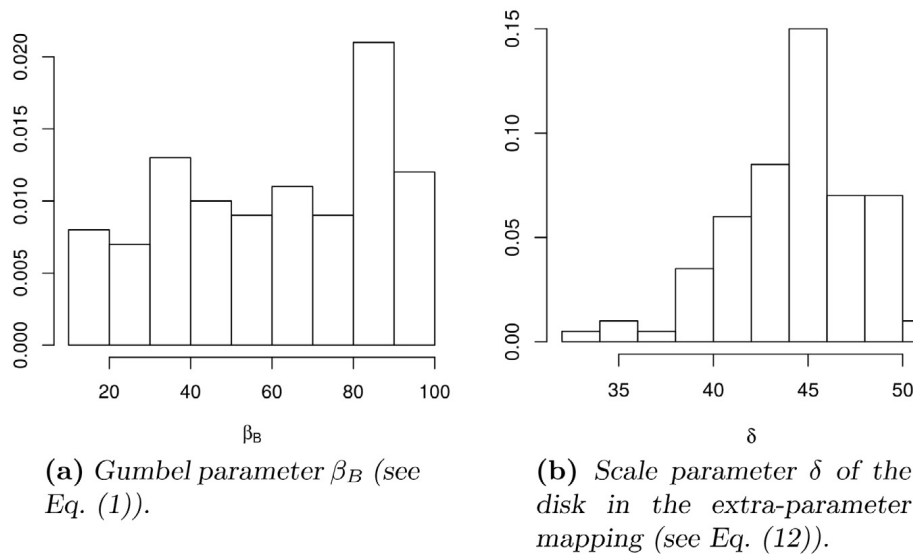 0.020
0.015
0.010
0.005
0.000
20 40 60 80 100
β_B
(a) Gumbel parameter β_B (see
Eq. (1)).
0.15
0.10
0.05
0.00
35 40 45 50
δ
(b) Scale parameter δ of the
disk in the extra-parameter
mapping (see Eq. (12)).